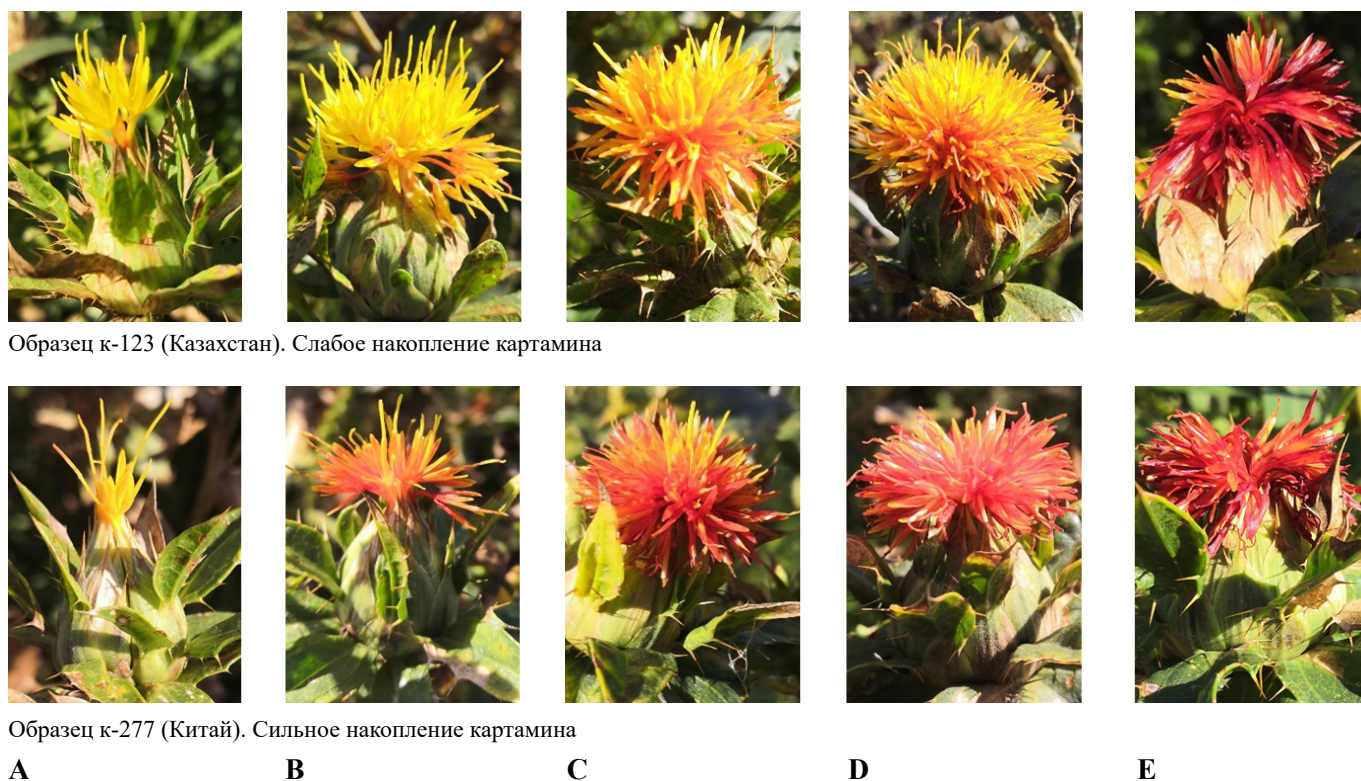 Образец к-123 (Казахстан). Слабое накопление картамина
Образец к-277 (Китай). Сильное накопление картамина
A B C D E